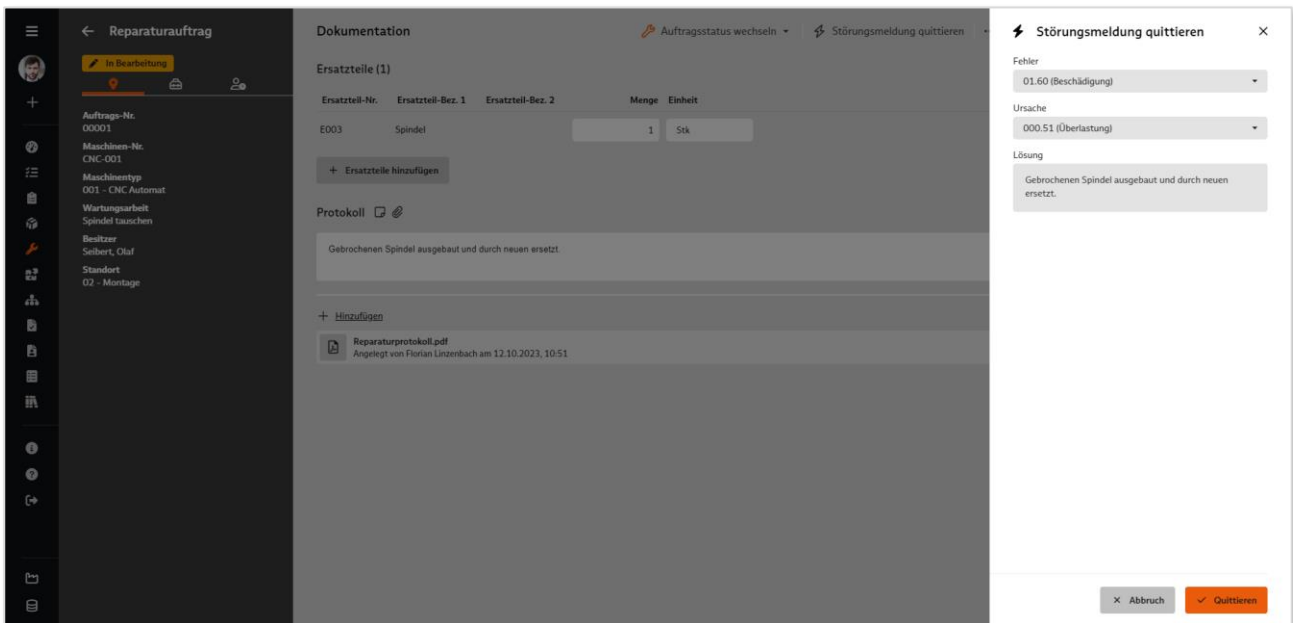 Reparaturauftrag
In Bearbeitung
Auftrags-Nr.
00001
Maschinen-Nr.
CNC-001
Maschinentyp
001 - CNC Automat
Wartungsarbeit
Spindel tauschen
Besitzer
Seibert, Olaf
Standort
02 - Montage
Dokumentation
Auftragsstatus wechseln
Störungsmeldung quittieren
Ersatzteile (1)
Ersatzteil-Nr. Ersatzteil-Bez. 1 Ersatzteil-Bez. 2 Menge Einheit
E003 Spindel 1 Stk
+ Ersatzteile hinzufügen
Protokoll
Gebrochenen Spindel ausgebaut und durch neuen ersetzt.
+ Hinzufügen
Reparaturprotokoll.pdf
Angelegt von Florian Linzenbach am 12.10.2023, 10:51
Störungsmeldung quittieren
Fehler
01.60 (Beschädigung)
Ursache
000.51 (Überlastung)
Lösung
Gebrochenen Spindel ausgebaut und durch neuen
ersetzt.
Abbruch
Quittieren